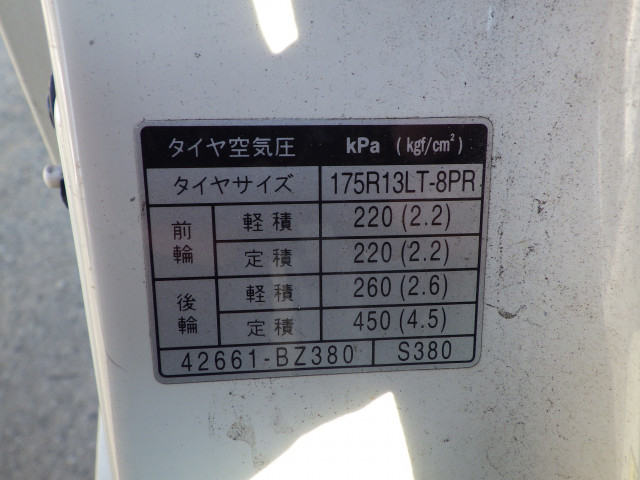 タイヤ空気圧 kPa (kgf/cm²)
タイヤサイズ 175R13LT-8PR
前輪 軽積 220 (2.2)
定積 220 (2.2)
後輪 軽積 260 (2.6)
定積 450 (4.5)
42661-BZ380 S380